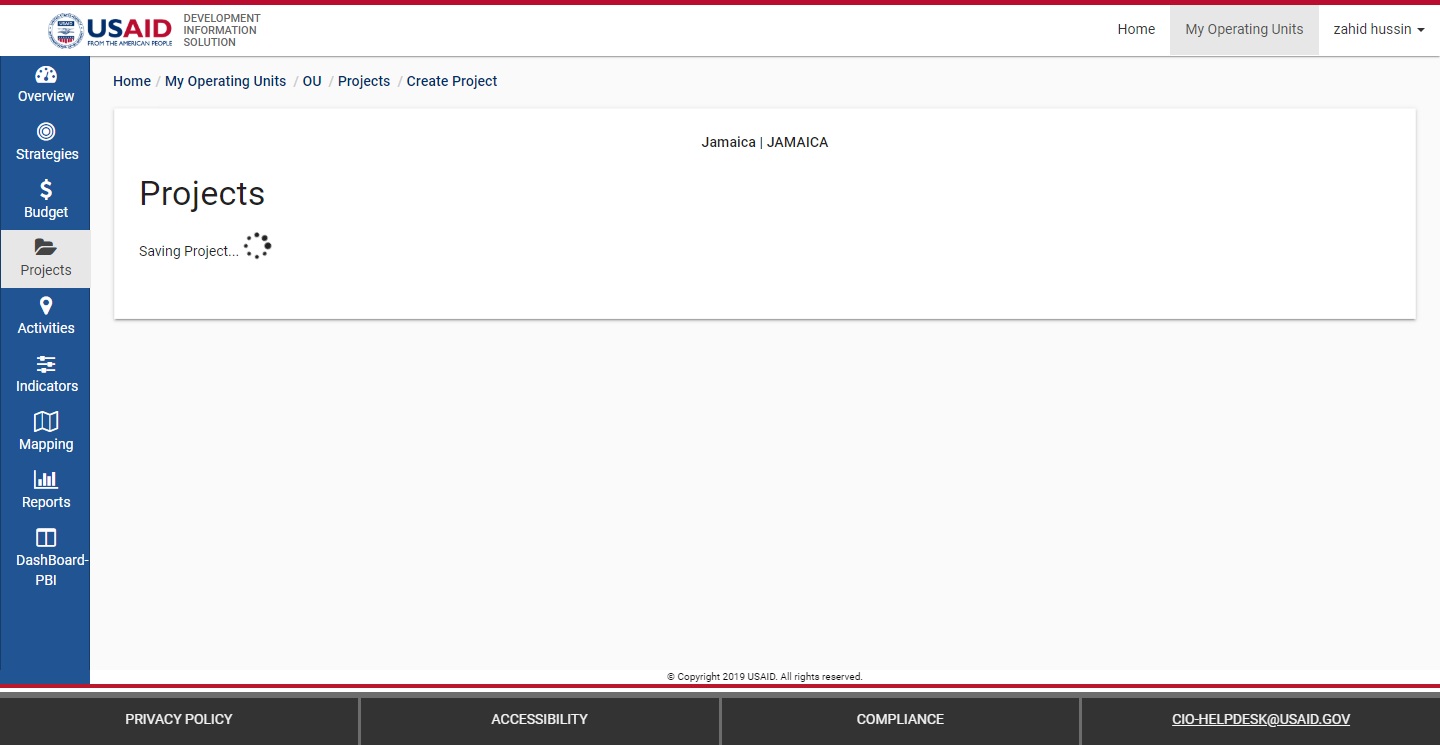 USAID
FROM THE AMERICAN PEOPLE
DEVELOPMENT
INFORMATION
SOLUTION
Home
My Operating Units
zahid hussin
Overview
Strategies
Budget
Projects
Activities
Indicators
Mapping
Reports
DashBoard-
PBI
Home / My Operating Units / OU / Projects / Create Project
Jamaica | JAMAICA
Projects
Saving Project...
© Copyright 2019 USAID. All rights reserved.
PRIVACY POLICY
ACCESSIBILITY
COMPLIANCE
CIO-HELPDESK@USAID.GOV